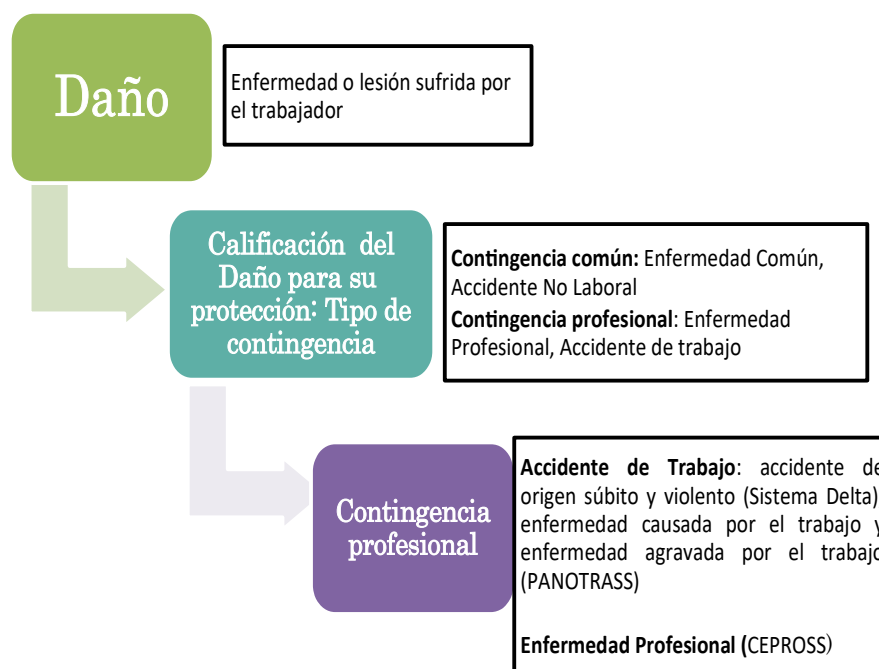 Daño
Enfermedad o lesión sufrida por
el trabajador
Calificación del
Daño para su
protección: Tipo de
contingencia
Contingencia común: Enfermedad Común,
Accidente No Laboral
Contingencia profesional: Enfermedad
Profesional, Accidente de trabajo
Contingencia
profesional
Accidente de Trabajo: accidente de
origen súbito y violento (Sistema Delta)
enfermedad causada por el trabajo y
enfermedad agravada por el trabajo
(PANOTRASS)
Enfermedad Profesional (CEPROSS)